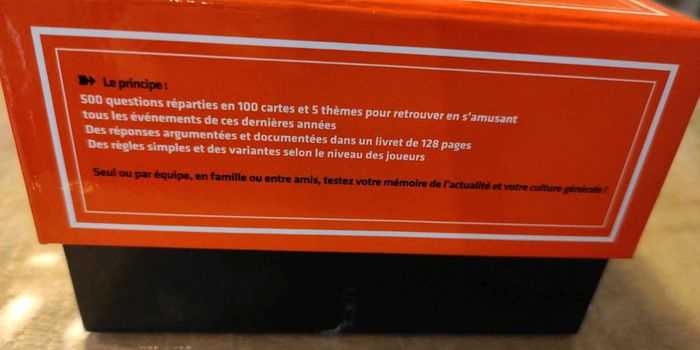 Le principe :
500 questions réparties en 100 cartes et 5 thèmes pour retrouver en s'amusant
tous les événements de ces dernières années
Des réponses argumentées et documentées dans un livret de 128 pages
Des règles simples et des variantes selon le niveau des joueurs
Seul ou par équipe, en famille ou entre amis, testez votre mémoire de l'actualité et votre culture générale !